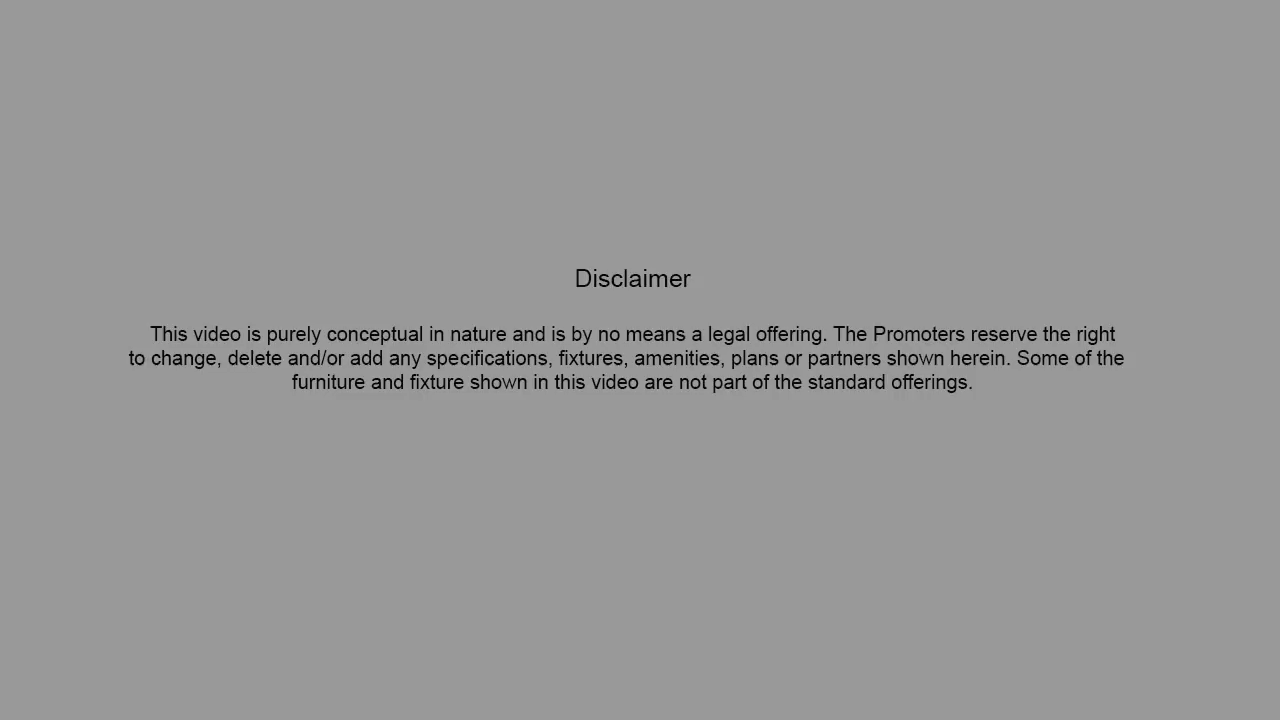 Disclaimer
This video is purely conceptual in nature and is by no means a legal offering. The Promoters reserve the right
to change, delete and/or add any specifications, fixtures, amenities, plans or partners shown herein. Some of the
furniture and fixture shown in this video are not part of the standard offerings.